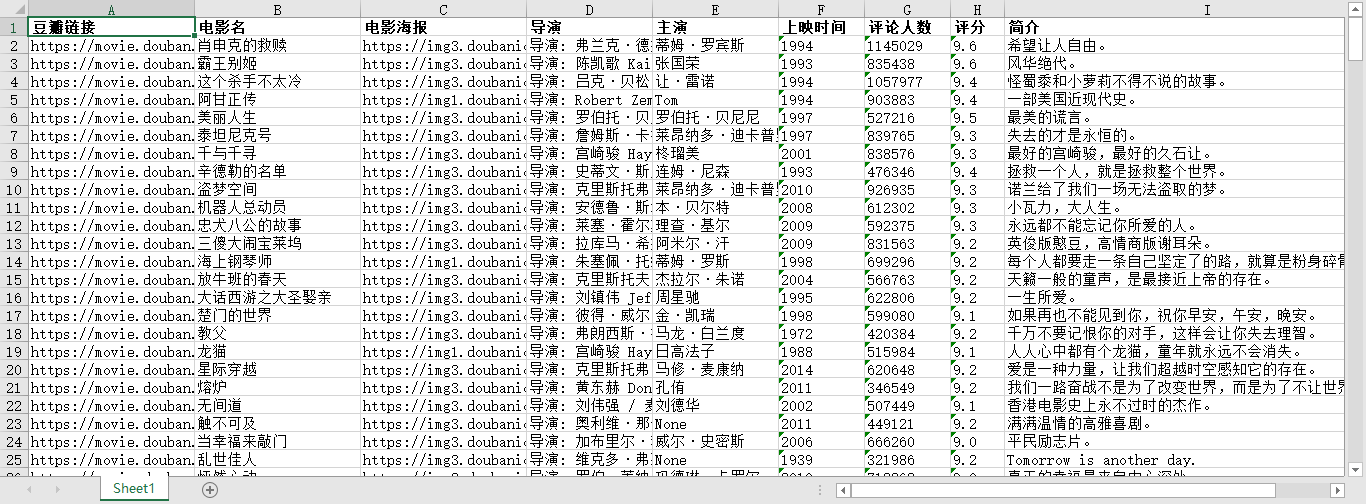 A B C D E F G H I
1 豆瓣链接 电影名 电影海报 导演 主演 上映时间 评论人数 评分 简介
2 https://movie.douban. 肖申克的救赎 https://img3.doubanic 导演: 弗兰克·德 蒂姆·罗宾斯 1994 1145029 9.6 希望让人自由。
3 https://movie.douban. 霸王别姬 https://img3.doubanic 导演: 陈凯歌 Kai 张国荣 1993 835438 9.6 风华绝代。
4 https://movie.douban. 这个杀手不太冷 https://img3.doubanic 导演: 吕克·贝松 让·雷诺 1994 1057977 9.4 怪蜀黍和小萝莉不得不说的故事。
5 https://movie.douban. 阿甘正传 https://img1.doubanic 导演: Robert Zem Tom 1994 903883 9.4 一部美国近现代史。
6 https://movie.douban. 美丽人生 https://img3.doubanic 导演: 罗伯托·贝 罗伯托·贝尼尼 1997 527216 9.5 最美的谎言。
7 https://movie.douban. 泰坦尼克号 https://img3.doubanic 导演: 詹姆斯·卡 莱昂纳多·迪卡普 1997 839765 9.3 失去的才是永恒的。
8 https://movie.douban. 千与千寻 https://img3.doubanic 导演: 宫崎骏 Hay 柊瑠美 2001 838576 9.3 最好的宫崎骏，最好的久石让。
9 https://movie.douban. 辛德勒的名单 https://img3.doubanic 导演: 史蒂文·斯 连姆·尼森 1993 476346 9.4 拯救一个人，就是拯救整个世界。
10 https://movie.douban. 盗梦空间 https://img3.doubanic 导演: 克里斯托弗 莱昂纳多·迪卡普 2010 926935 9.3 诺兰给了我们一场无法盗取的梦。
11 https://movie.douban. 机器人总动员 https://img3.doubanic 导演: 安德鲁·斯 本·贝尔特 2008 612302 9.3 小瓦力，大人生。
12 https://movie.douban. 忠犬八公的故事 https://img3.doubanic 导演: 莱塞·霍尔 理查·基尔 2009 592375 9.3 永远都不能忘记你所爱的人。
13 https://movie.douban. 三傻大闹宝莱坞 https://img3.doubanic 导演: 拉库马·希 阿米尔·汗 2009 831563 9.2 英俊版憨豆，高情商版谢耳朵。
14 https://movie.douban. 海上钢琴师 https://img1.doubanic 导演: 朱塞佩·托 蒂姆·罗斯 1998 699296 9.2 每个人都要走一条自己坚定了的路，就算是粉身碎骨
15 https://movie.douban. 放牛班的春天 https://img3.doubanic 导演: 克里斯托夫 杰拉尔·朱诺 2004 566763 9.2 天籁一般的童声，是最接近上帝的存在。
16 https://movie.douban. 大话西游之大圣娶亲 https://img3.doubanic 导演: 刘镇伟 Jef 周星驰 1995 622806 9.2 一生所爱。
17 https://movie.douban. 楚门的世界 https://img3.doubanic 导演: 彼得·威尔 金·凯瑞 1998 599080 9.1 如果再也不能见到你，祝你早安，午安，晚安。
18 https://movie.douban. 教父 https://img3.doubanic 导演: 弗朗西斯· 马龙·白兰度 1972 420384 9.2 千万不要记恨你的对手，这样会让你失去理智。
19 https://movie.douban. 龙猫 https://img1.doubanic 导演: 宫崎骏 Hay 日高法子 1988 515984 9.1 人人心中都有个龙猫，童年就永远不会消失。
20 https://movie.douban. 星际穿越 https://img3.doubanic 导演: 克里斯托弗 马修·麦康纳 2014 620648 9.2 爱是一种力量，让我们超越时空感知它的存在。
21 https://movie.douban. 熔炉 https://img3.doubanic 导演: 黄东赫 Don 孔侑 2011 346549 9.2 我们一路奋战不是为了改变世界，而是为了不让世界
22 https://movie.douban. 无间道 https://img3.doubanic 导演: 刘伟强 / 麦 刘德华 2002 507449 9.1 香港电影史上永不过时的杰作。
23 https://movie.douban. 触不可及 https://img3.doubanic 导演: 奥利维·那 None 2011 449121 9.2 满满温情的高雅喜剧。
24 https://movie.douban. 当幸福来敲门 https://img3.doubanic 导演: 加布里尔· 威尔·史密斯 2006 666260 9.0 平民励志片。
25 https://movie.douban. 乱世佳人 https://img3.doubanic 导演: 维克多·弗 None 1939 321986 9.2 Tomorrow is another day.
Sheet1